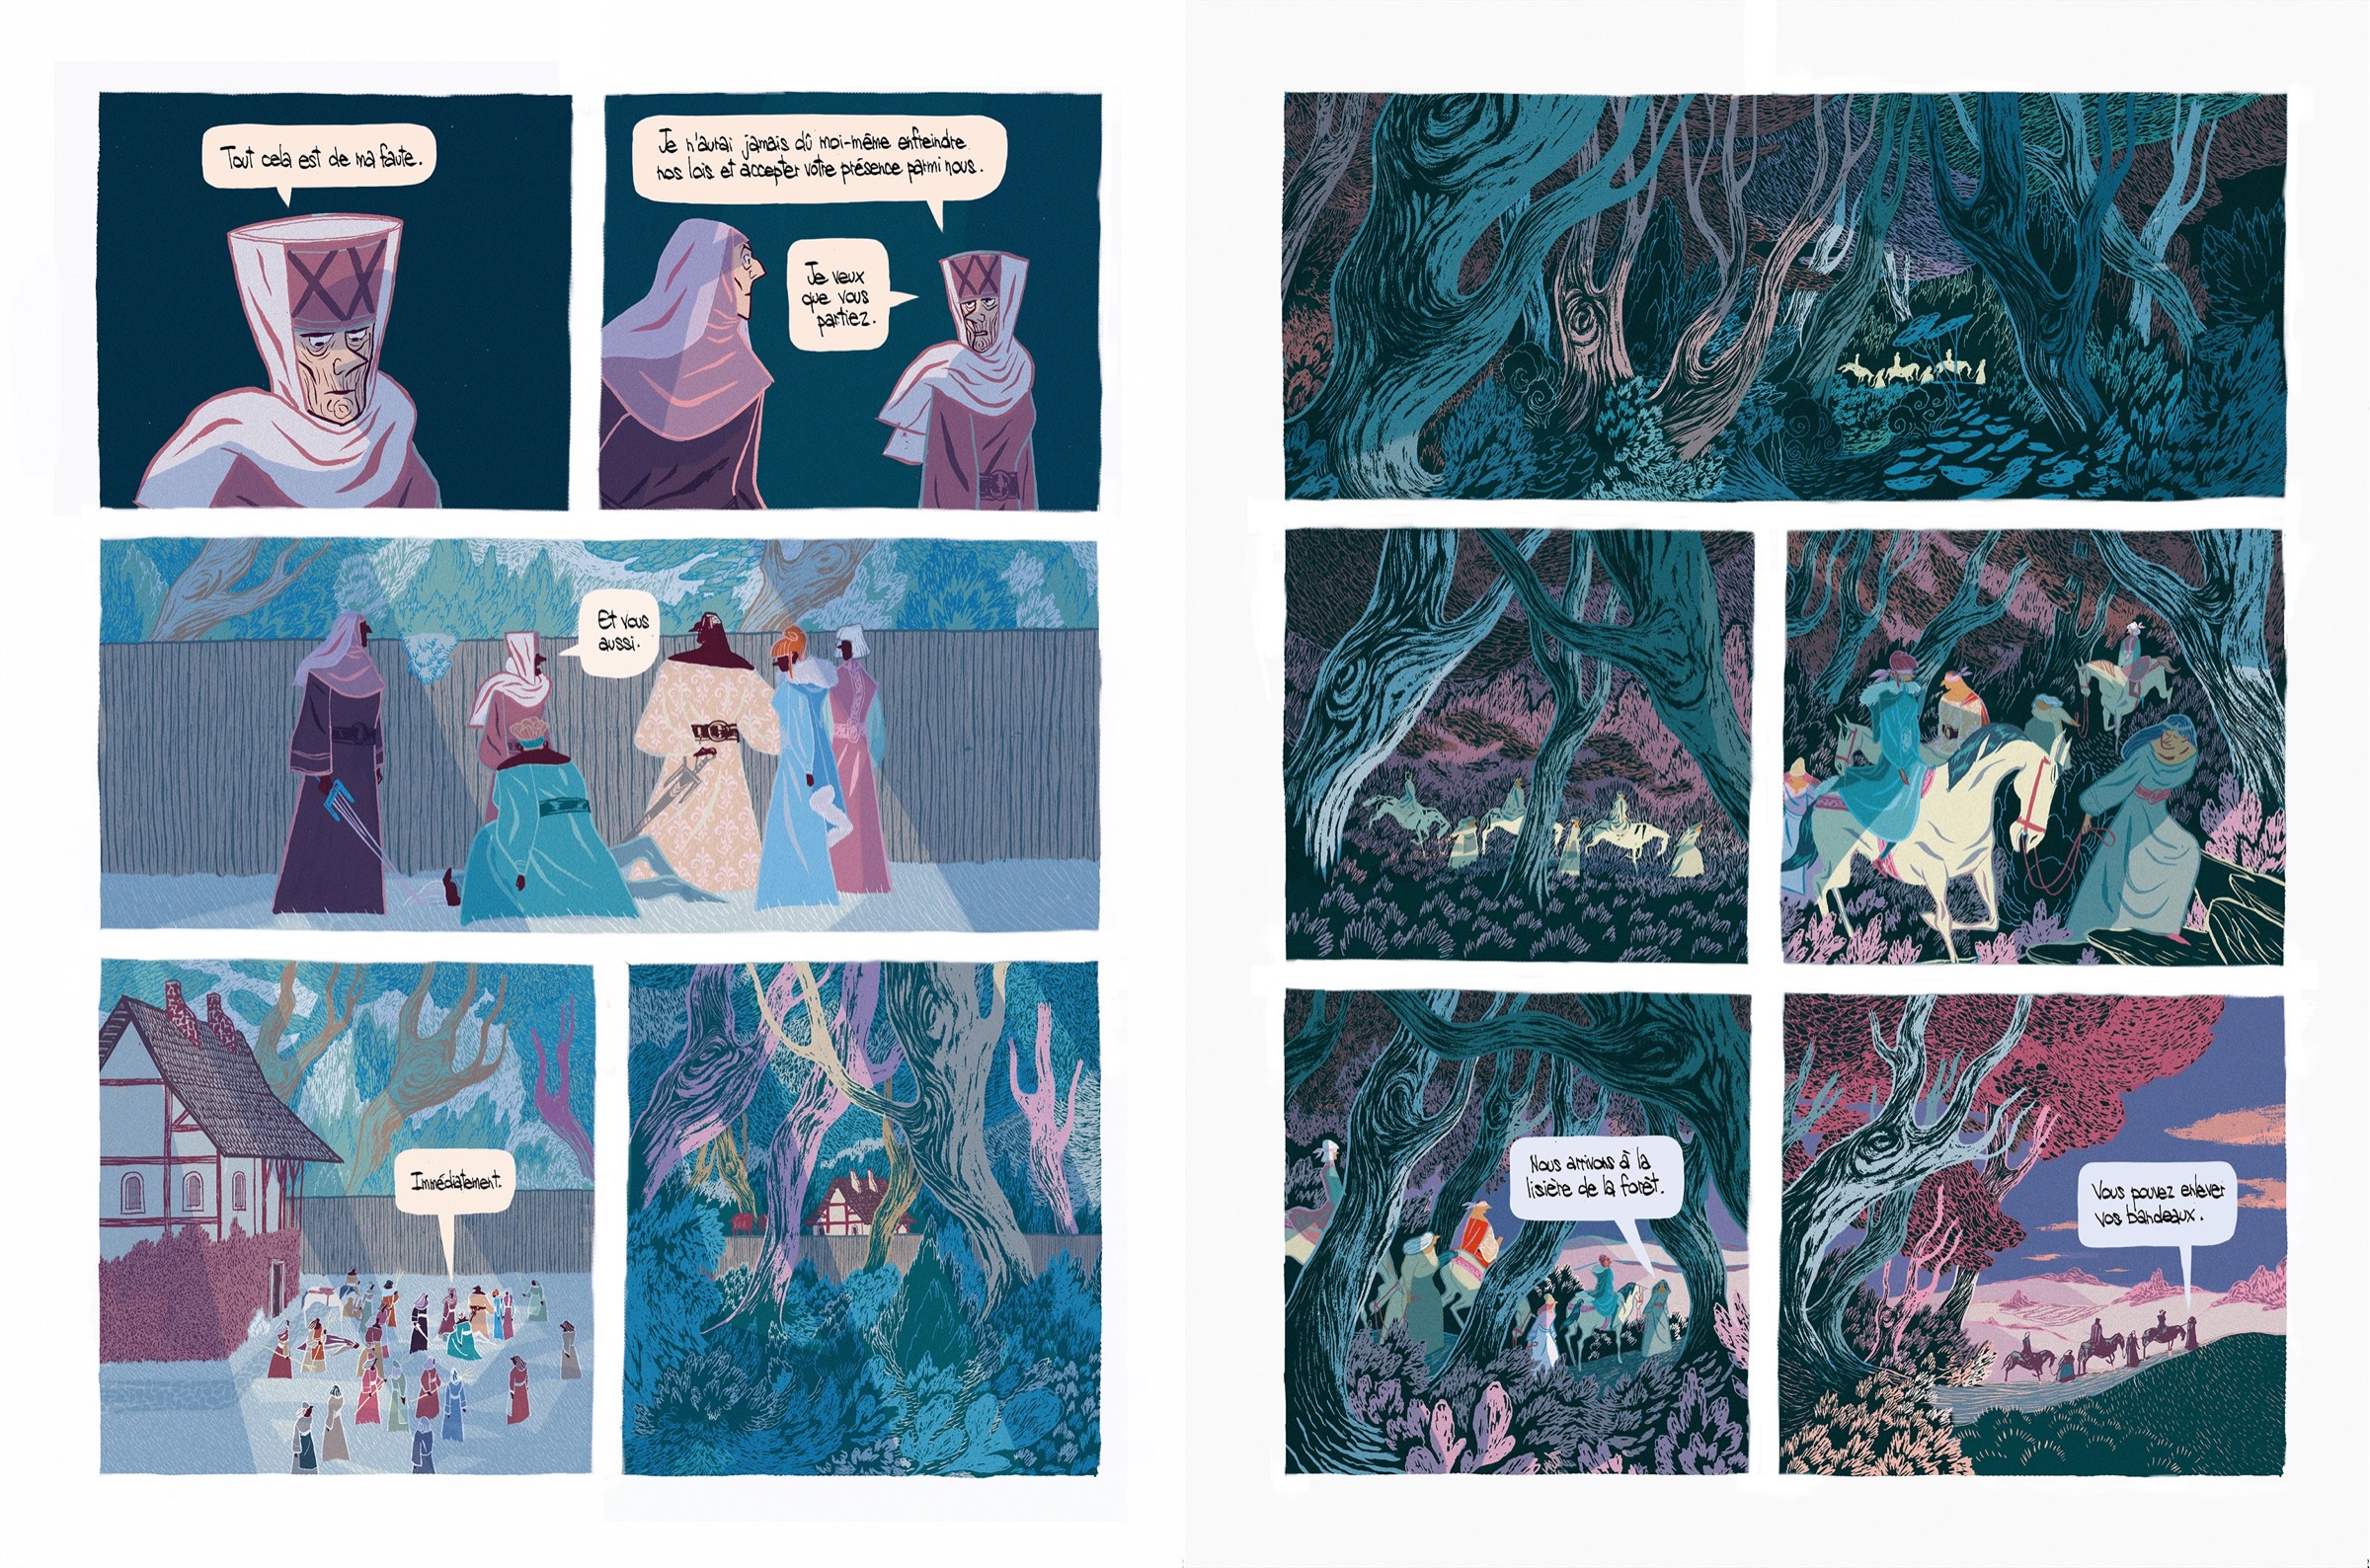 Tout cela est de ma faute.
Je n'aurai jamais dû moi-même enfreindre
nos lois et accepter votre présence parmi nous.
Je veux
que vous
partiez.
Et vous
aussi.
Immédiatement.
Nous arrivons à la
lisière de la forêt.
Vous pouvez enlever
vos bandeaux.